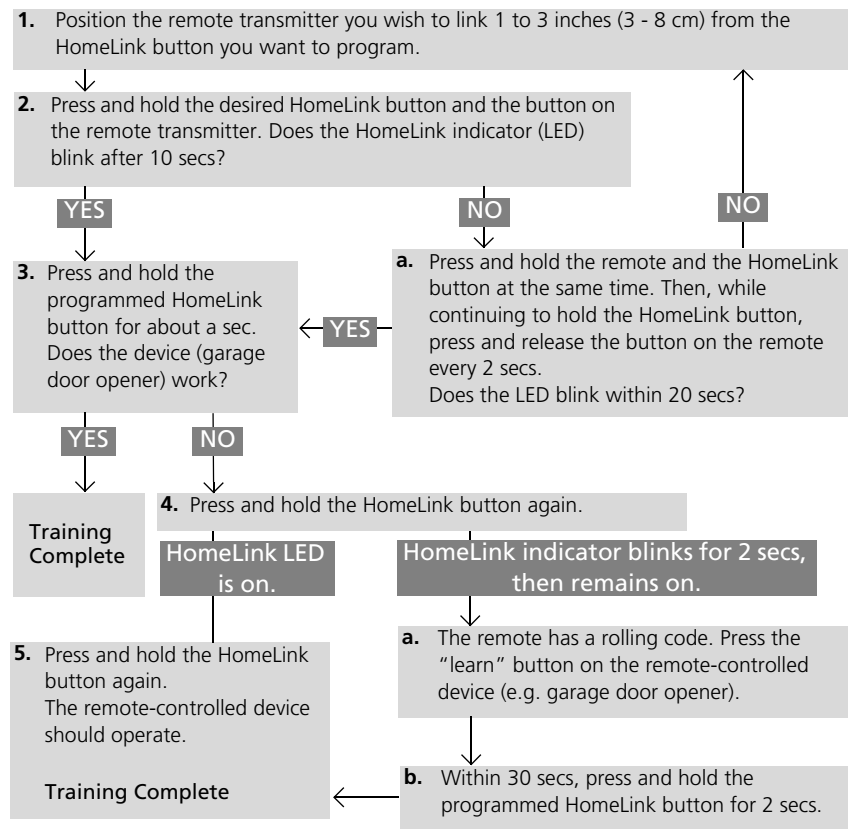 1. Position the remote transmitter you wish to link 1 to 3 inches (3 - 8 cm) from the
HomeLink button you want to program.
2. Press and hold the desired HomeLink button and the button on
the remote transmitter. Does the HomeLink indicator (LED)
blink after 10 secs?
YES
NO
NO
3. Press and hold the
programmed HomeLink
button for about a sec.
Does the device (garage
door opener) work?
YES
a. Press and hold the remote and the HomeLink
button at the same time. Then, while
continuing to hold the HomeLink button,
press and release the button on the remote
every 2 secs.
Does the LED blink within 20 secs?
YES
NO
Training
Complete
4. Press and hold the HomeLink button again.
HomeLink LED
is on.
HomeLink indicator blinks for 2 secs,
then remains on.
a. The remote has a rolling code. Press the
“learn” button on the remote-controlled
device (e.g. garage door opener).
b. Within 30 secs, press and hold the
programmed HomeLink button for 2 secs.
5. Press and hold the HomeLink
button again.
The remote-controlled device
should operate.
Training Complete